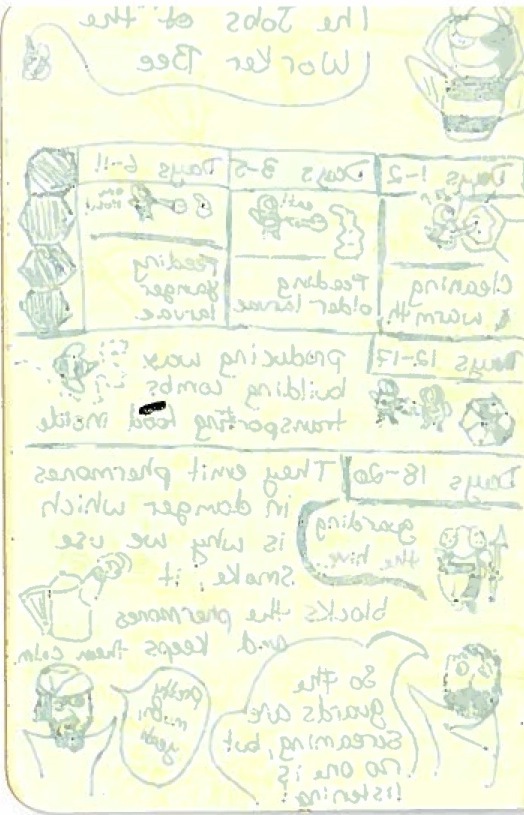 The Jobs of the
Worker Bee
Days 1-2
Days 3-5
Days 6-11
Cleaning
& warmth
Feeding
older larvae
Feeding
younger
larvae
Days 12-17
producing wax
building combs
transporting food inside
Days 18-20
guarding
the hive
They emit phermones
in danger which
is why we use
smoke, it
blocks the phermones
and keeps them calm.
So the
guards are
screaming, but
no one is
listening!
pretty
much,
yeah